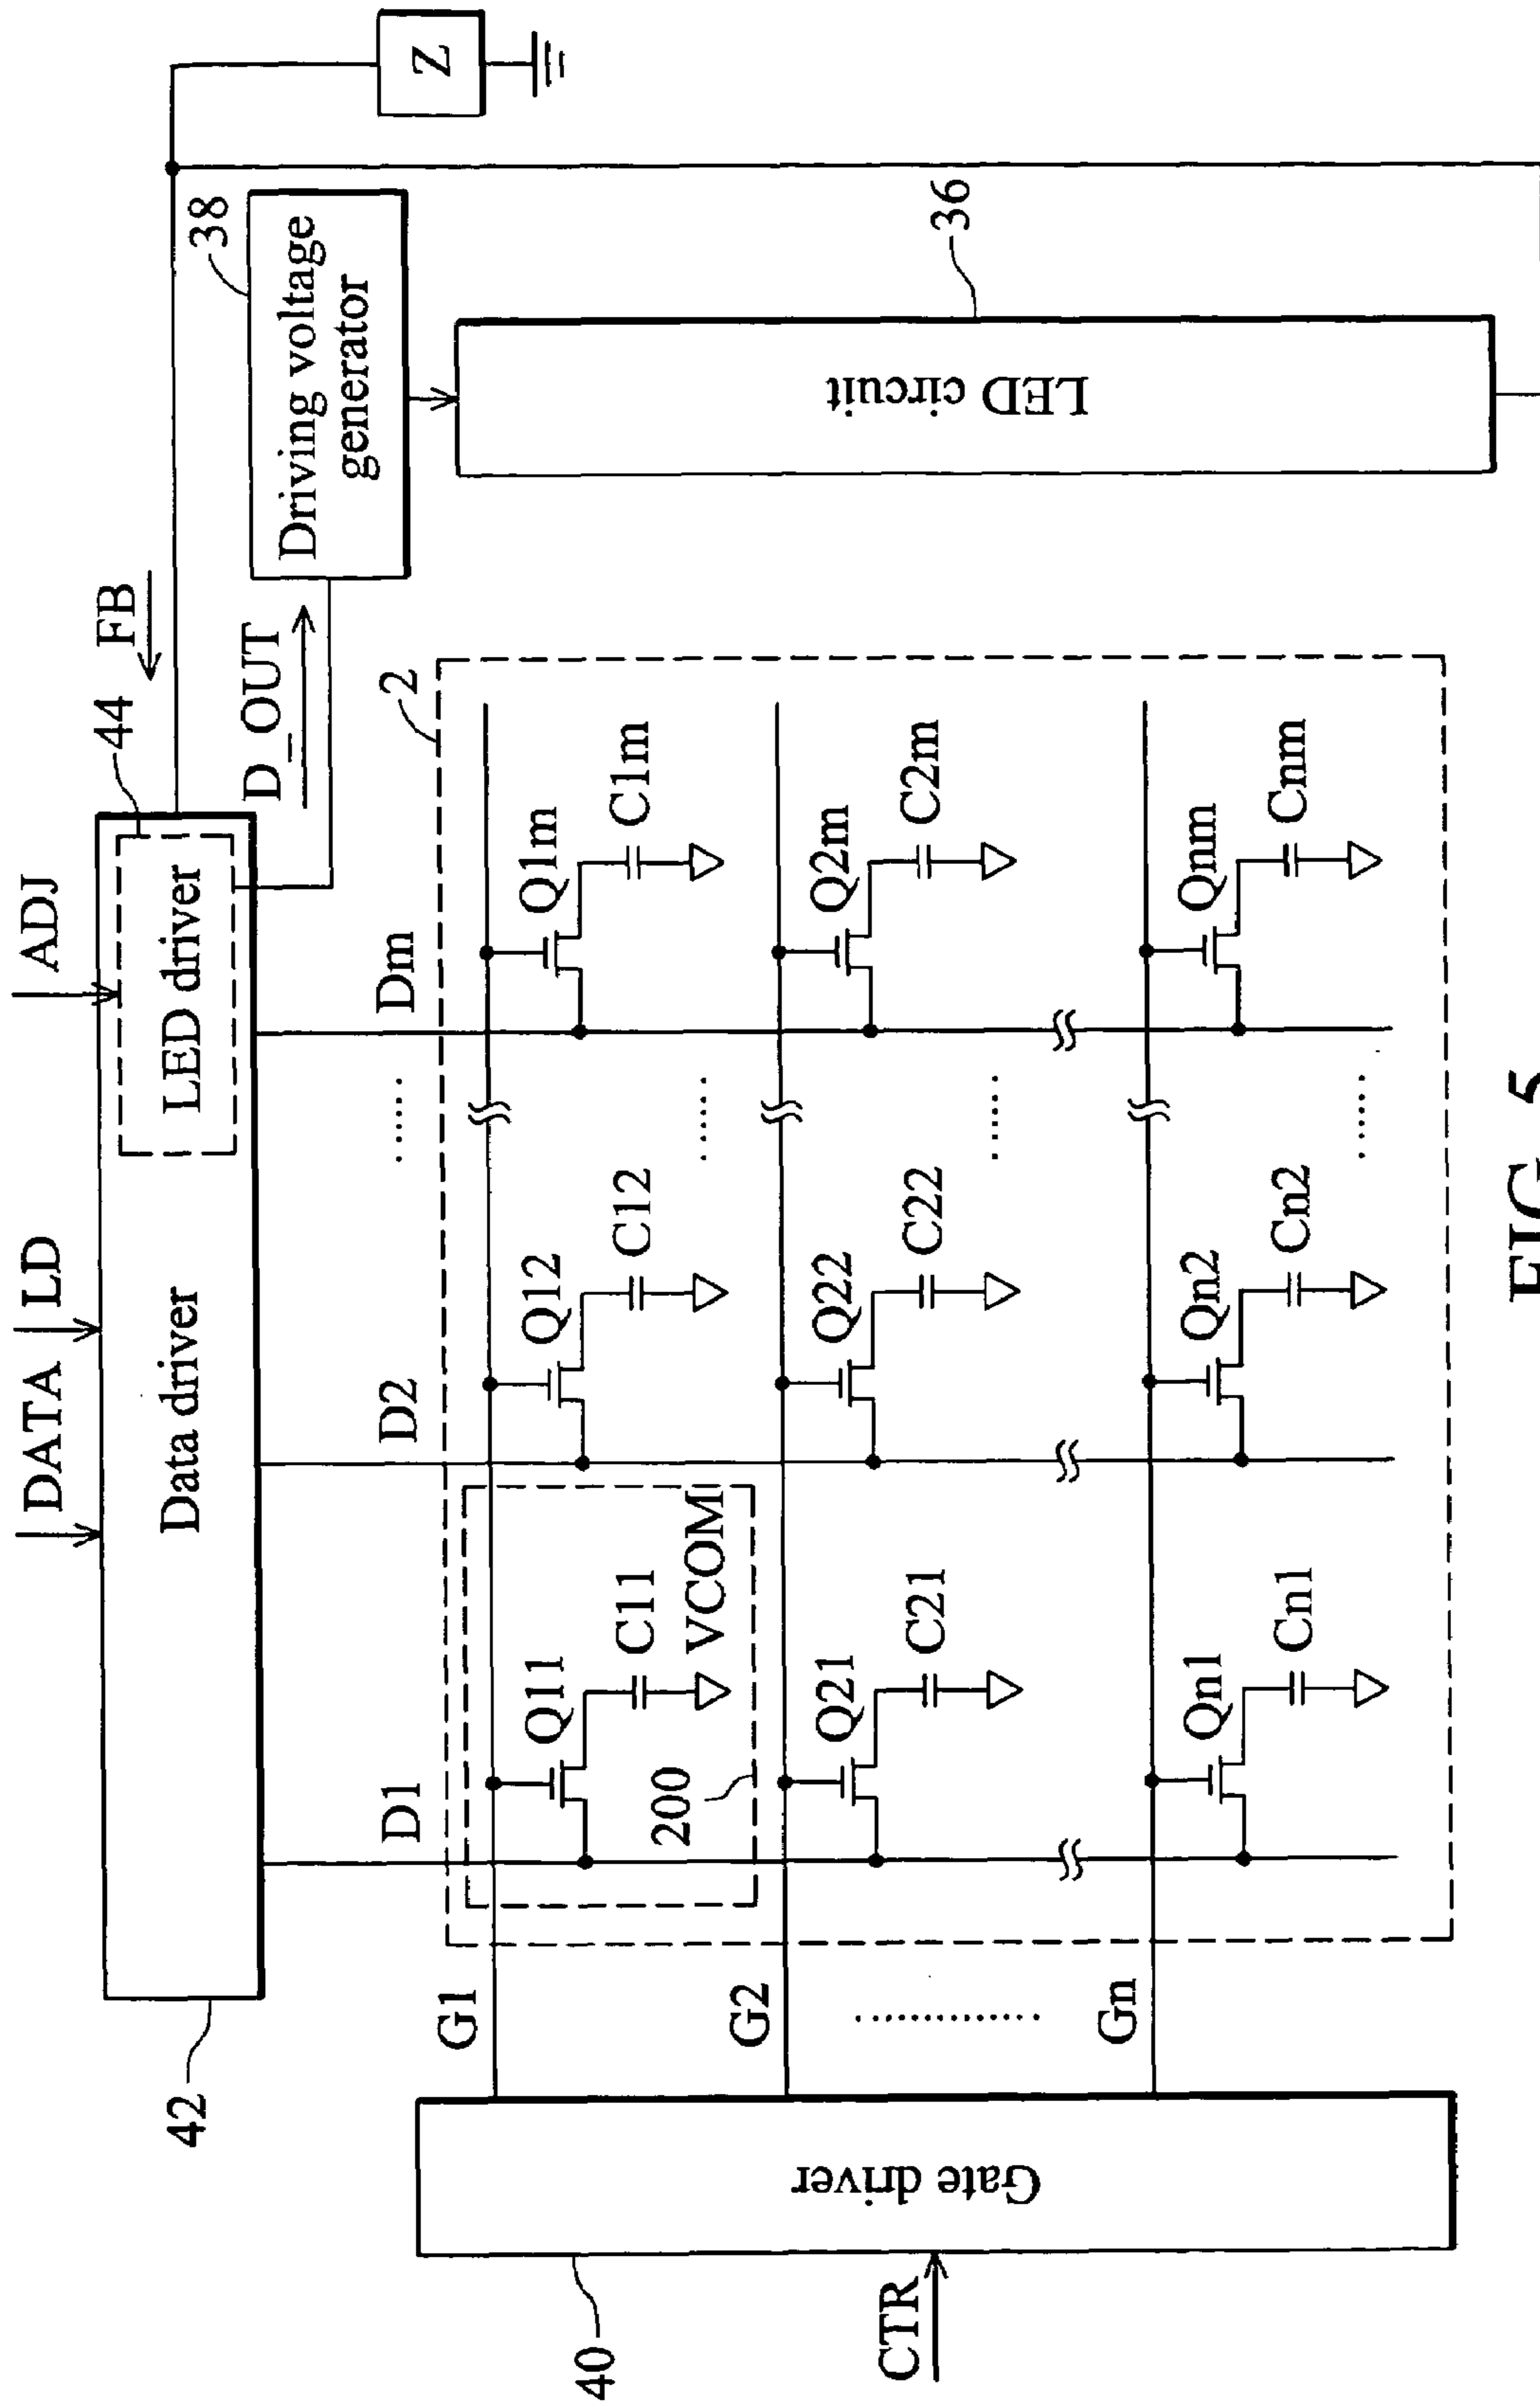 DATA
LD
ADJ
44
FB
42
Data driver
LED driver
D_OUT
38
Driving voltage generator
Z
D1
D2
......
Dm
2
G1
Q11
C11
VCOM
200
Q12
C12
......
Q1m
C1m
G2
Q21
C21
Q22
C22
......
Q2m
C2m
..............
Gn
Qn1
Cn1
Qn2
Cn2
......
Qnm
Cnm
40
CTR
Gate driver
LED circuit
36
FIG. 5